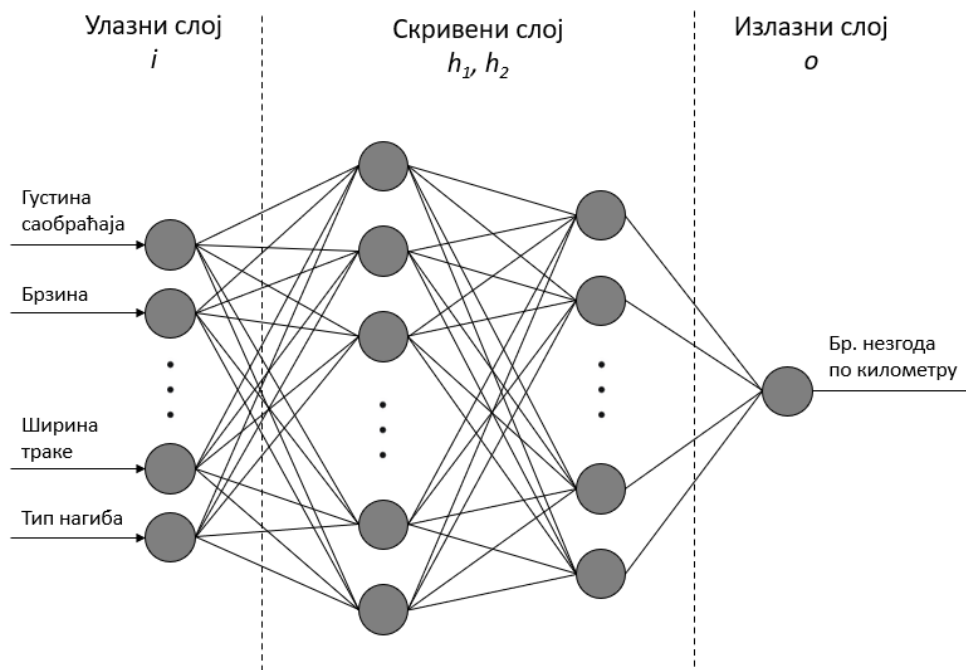 Улазни слој
i
Скривени слој
h1, h2
Излазни слој
o
Густина
саобраћаја
Брзина
Ширина
траке
Тип нагиба
Бр. незгода
по километру